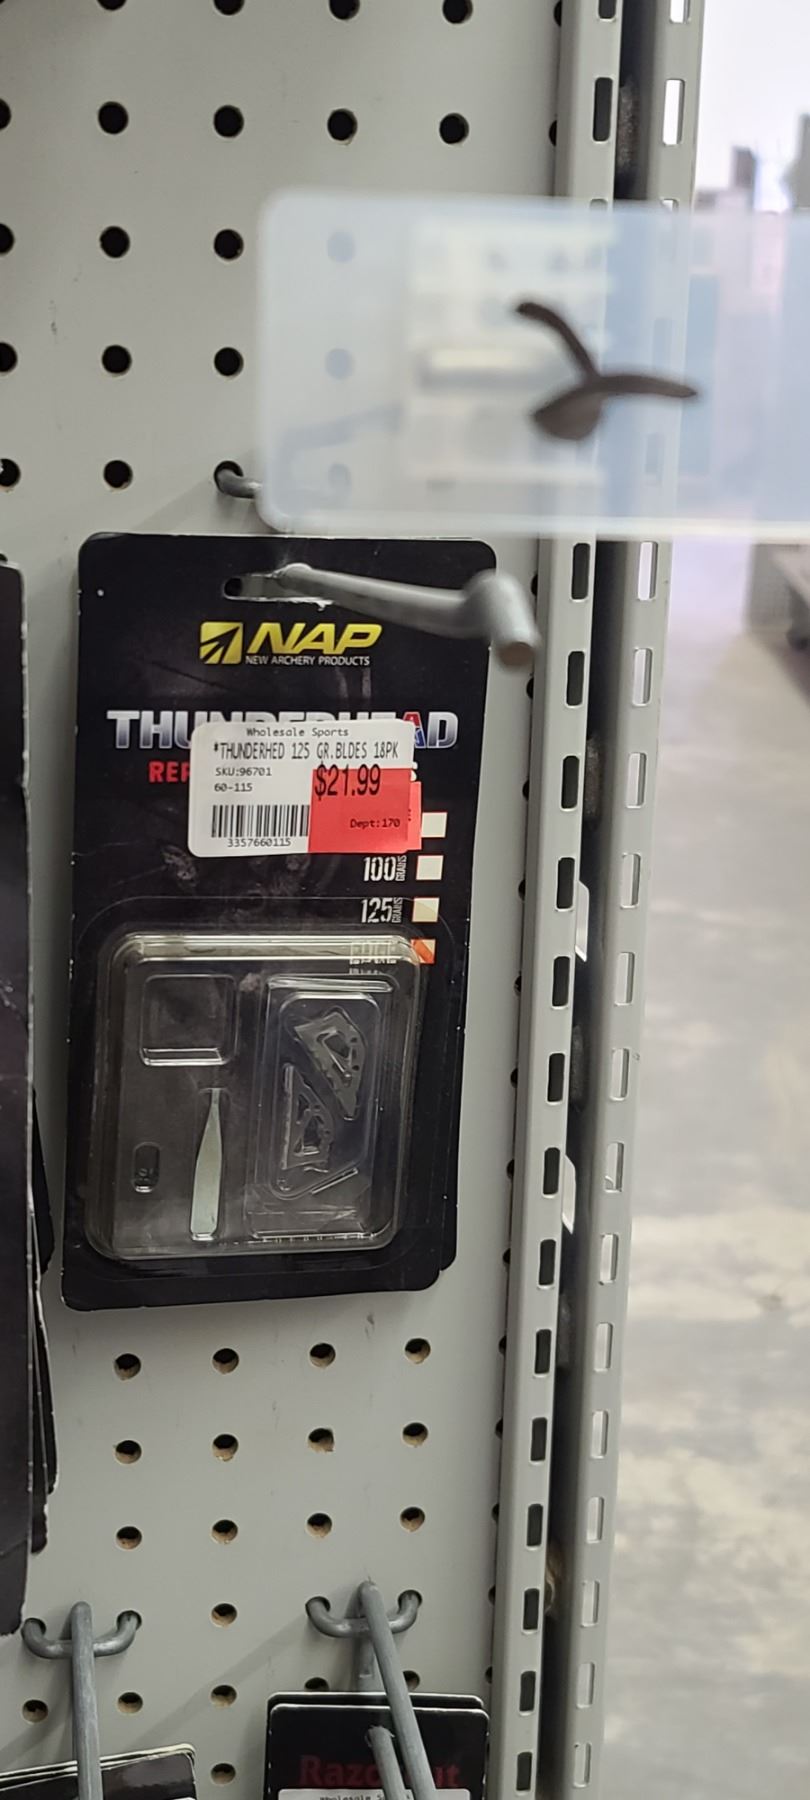 NAP
NEW ARCHERY PRODUCTS
Wholesale Sports
*THUNDERHED 125 GR.BLDES 18PK
SKU:96701
$21.99
60-115
Dept:170
3357660115
100 GRAINS
125 GRAINS
EDGE